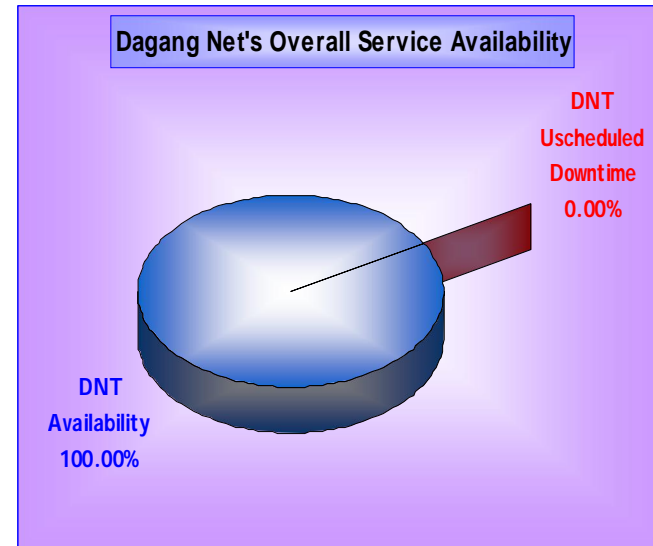 Dagang Net's Overall Service Availability
DNT
Uscheduled
Downtime
0.00%
DNT
Availability
100.00%